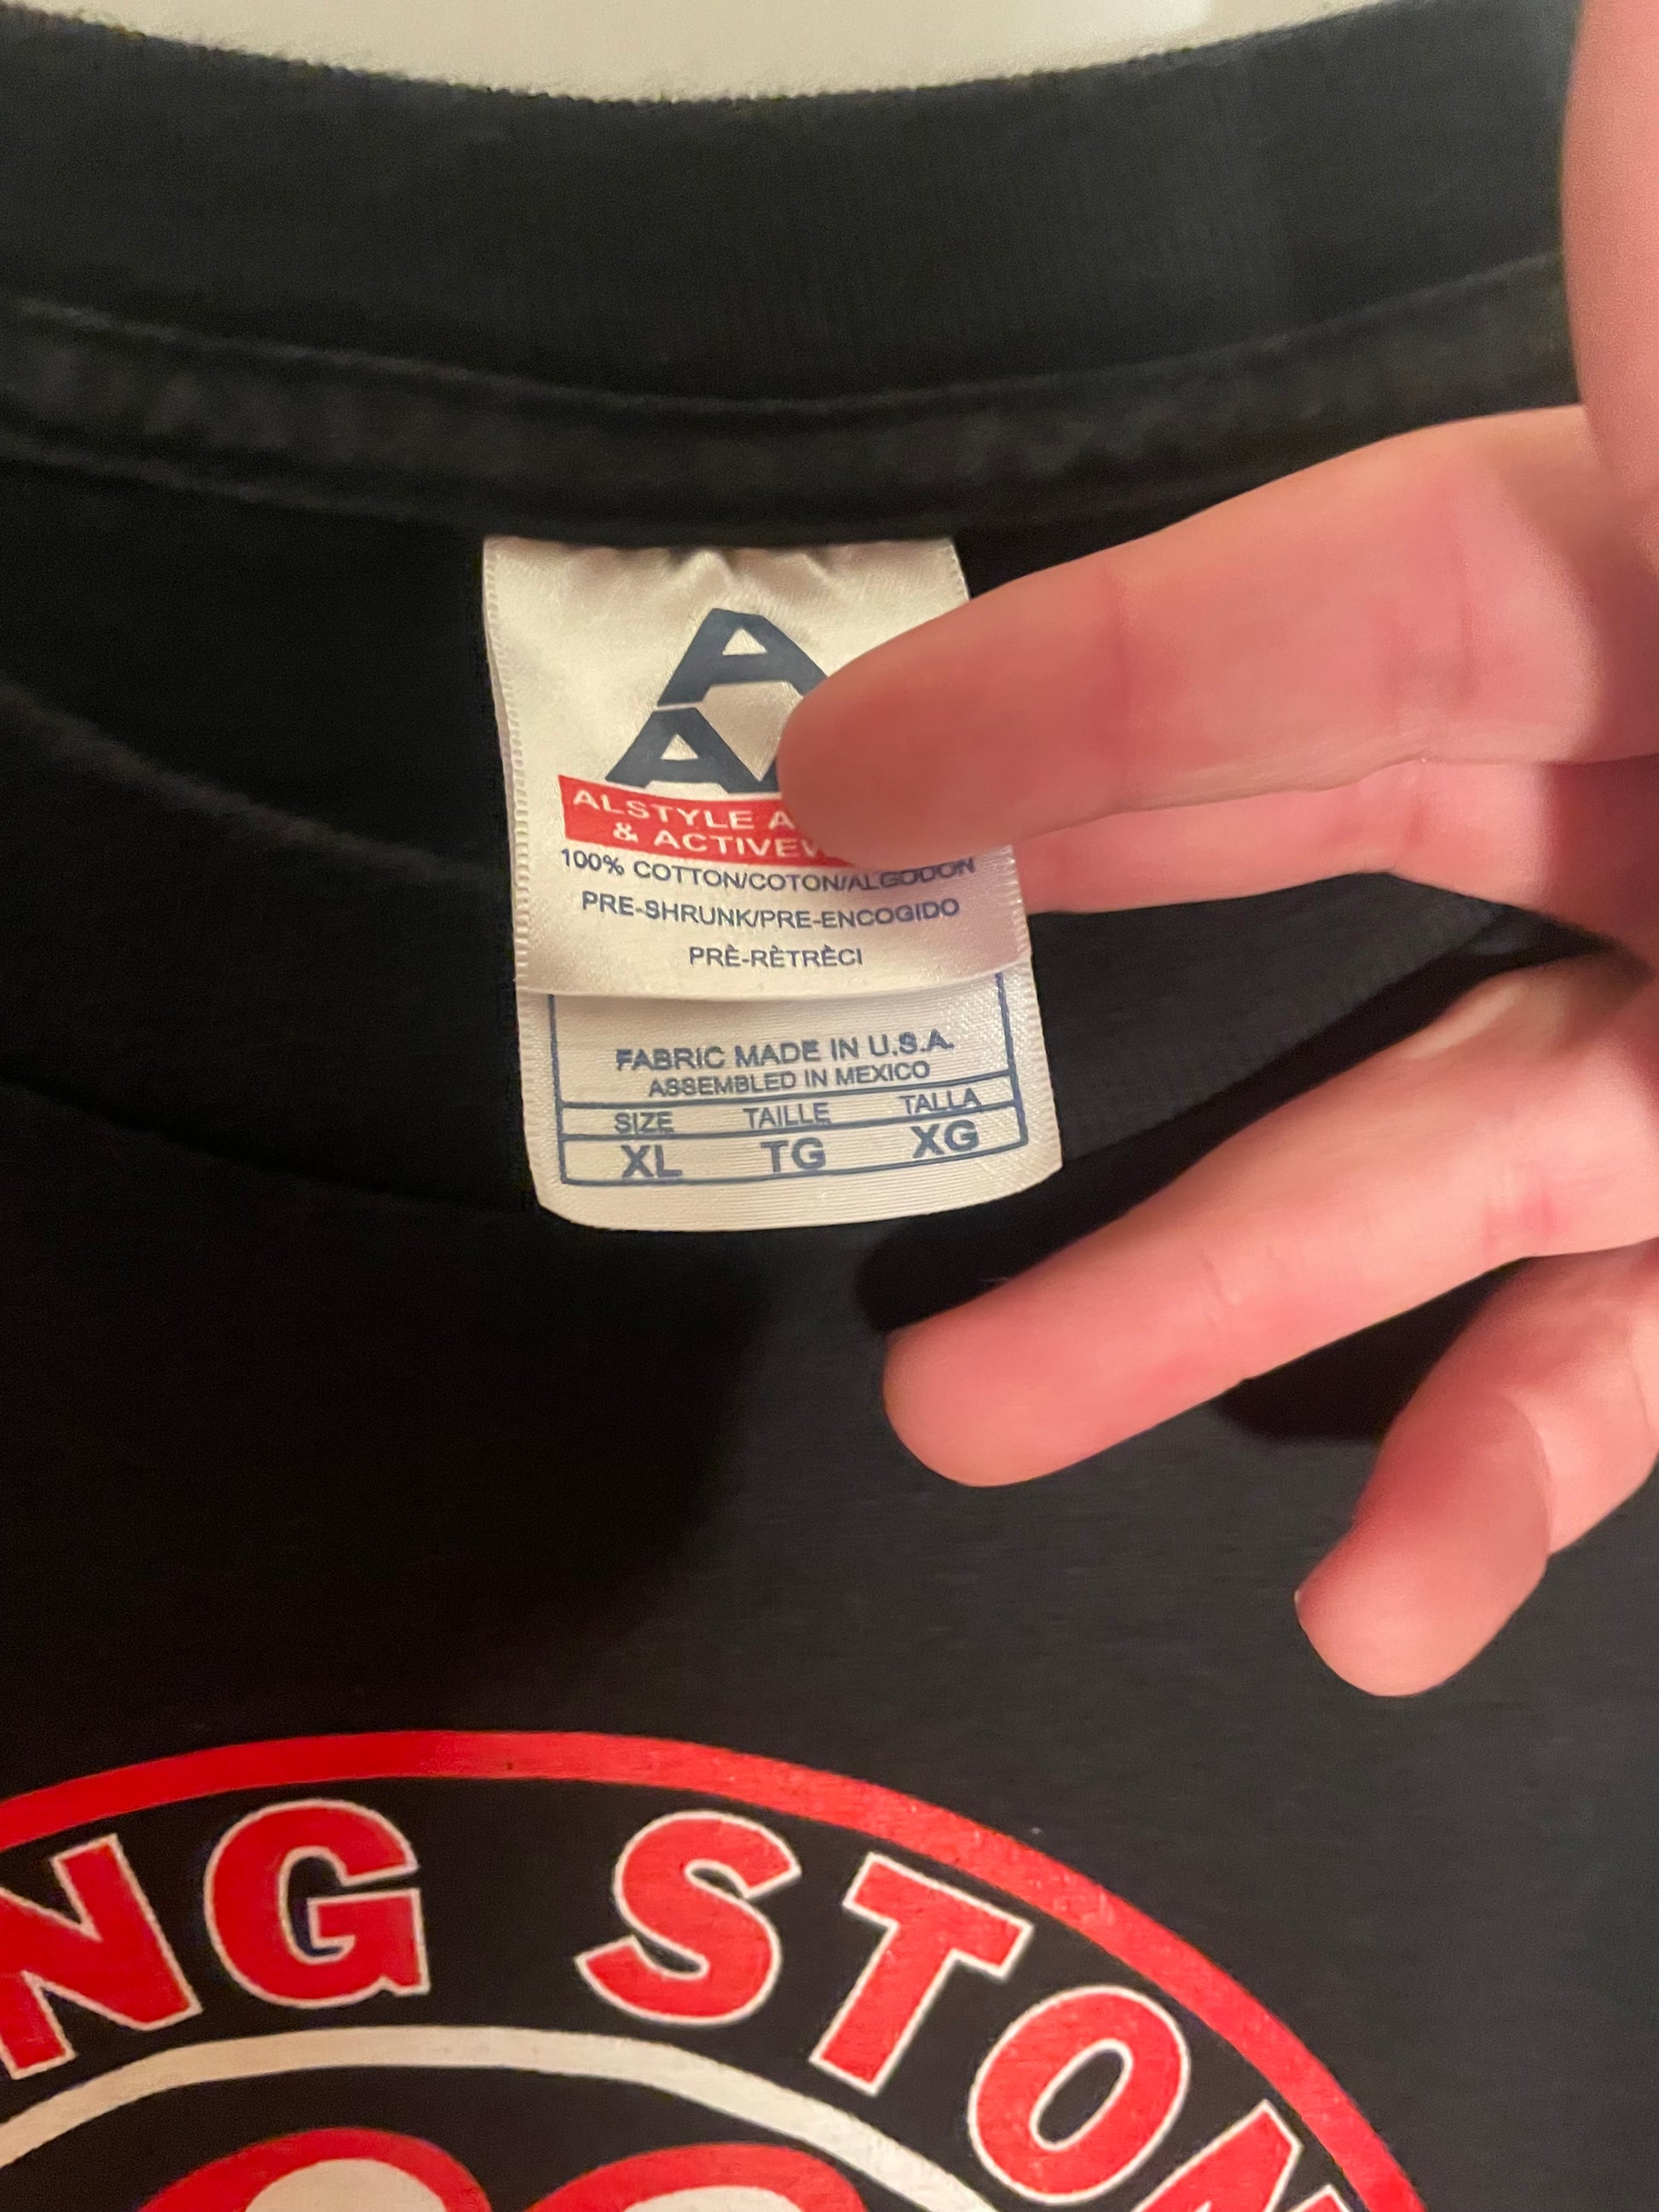 A
A
ALSTYLE A
& ACTIVE
100% COTTON/COTON/ALGODON
PRE-SHRUNK/PRE-ENCOGIDO
PRÈ-RÈTRÈCI
FABRIC MADE IN U.S.A.
ASSEMBLED IN MEXICO
SIZE TAILLE TALLA
XL TG XG
NG STON